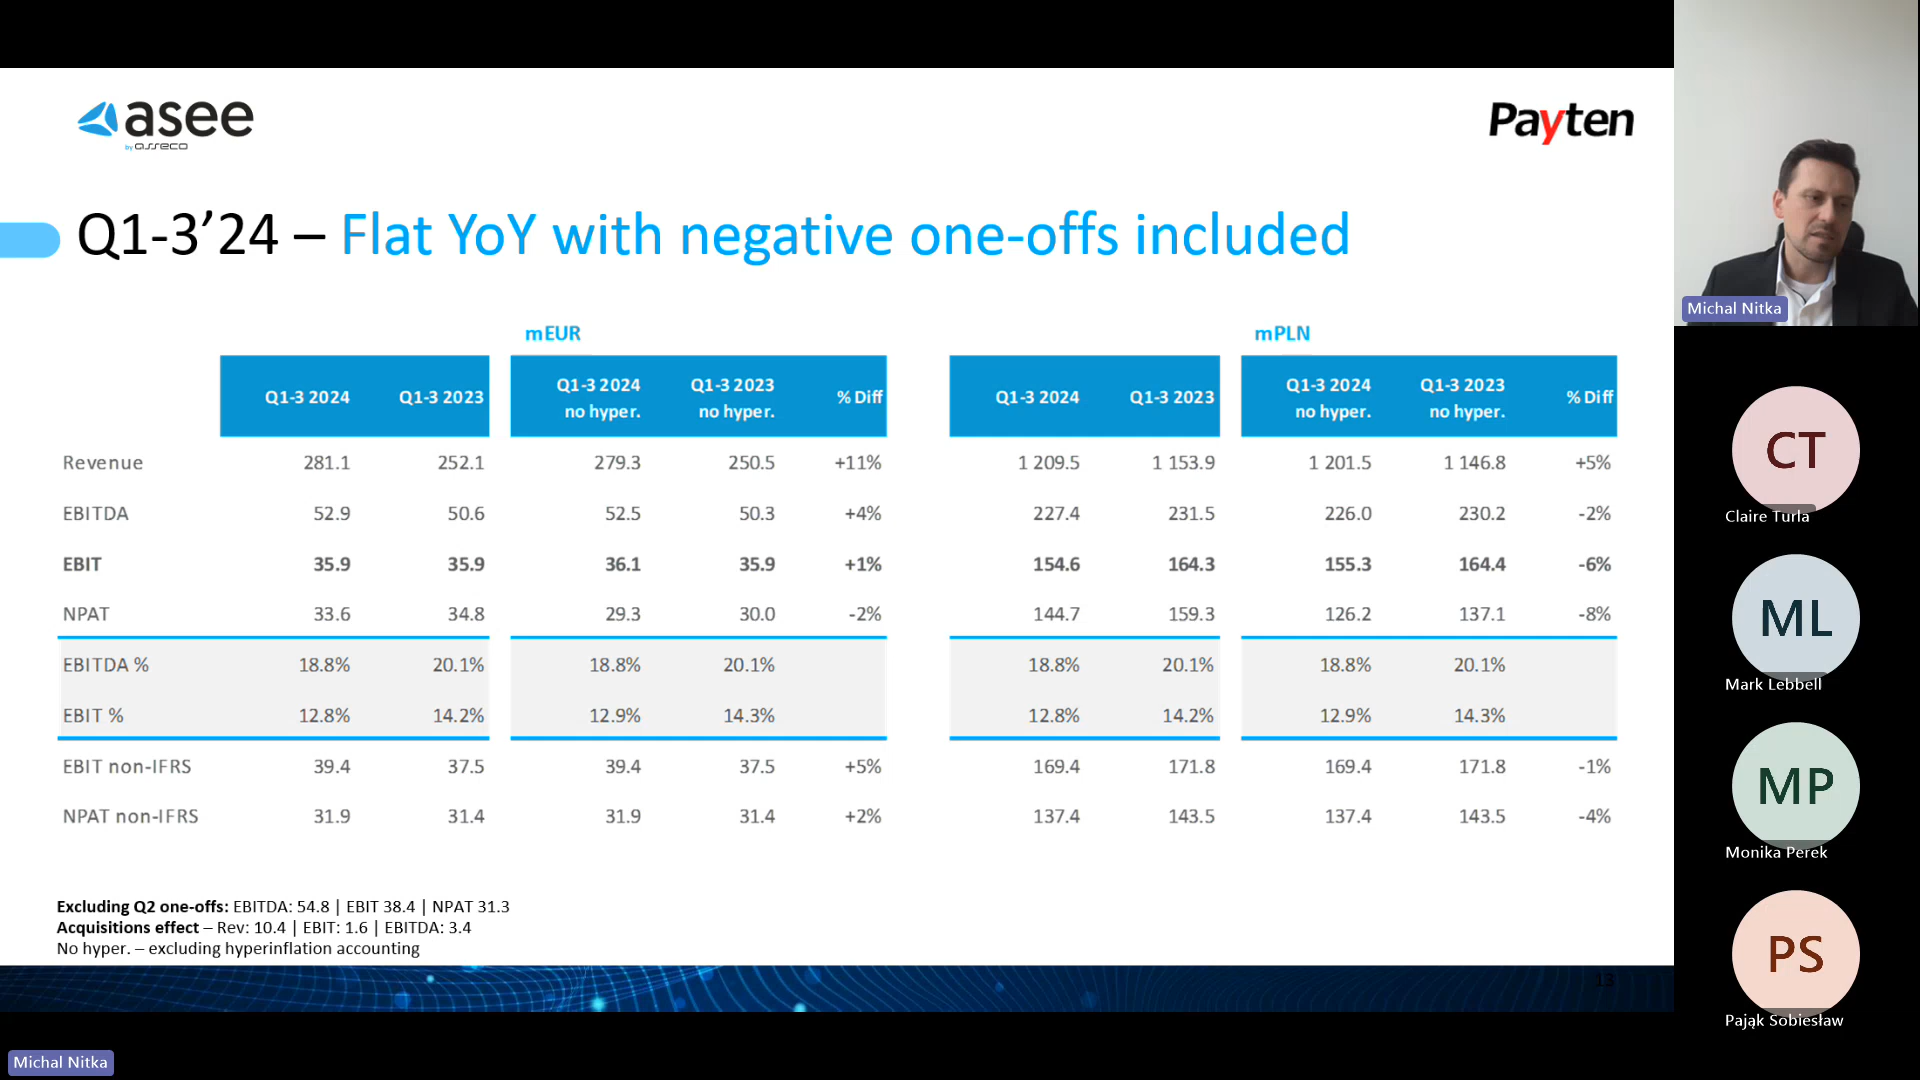 asee
by asseco
Payten
Q1-3’24 – Flat YoY with negative one-offs included
mEUR
mPLN
Q1-3 2024 Q1-3 2023 Q1-3 2024 no hyper. Q1-3 2023 no hyper. % Diff Q1-3 2024 Q1-3 2023 Q1-3 2024 no hyper. Q1-3 2023 no hyper. % Diff
Revenue 281.1 252.1 279.3 250.5 +11% 1 209.5 1 153.9 1 201.5 1 146.8 +5%
EBITDA 52.9 50.6 52.5 50.3 +4% 227.4 231.5 226.0 230.2 -2%
EBIT 35.9 35.9 36.1 35.9 +1% 154.6 164.3 155.3 164.4 -6%
NPAT 33.6 34.8 29.3 30.0 -2% 144.7 159.3 126.2 137.1 -8%
EBITDA % 18.8% 20.1% 18.8% 20.1% 18.8% 20.1% 18.8% 20.1%
EBIT % 12.8% 14.2% 12.9% 14.3% 12.8% 14.2% 12.9% 14.3%
EBIT non-IFRS 39.4 37.5 39.4 37.5 +5% 169.4 171.8 169.4 171.8 -1%
NPAT non-IFRS 31.9 31.4 31.9 31.4 +2% 137.4 143.5 137.4 143.5 -4%
Excluding Q2 one-offs: EBITDA: 54.8 | EBIT 38.4 | NPAT 31.3
Acquisitions effect – Rev: 10.4 | EBIT: 1.6 | EBITDA: 3.4
No hyper. – excluding hyperinflation accounting
13
Michal Nitka
Michal Nitka
CT
Claire Turla
ML
Mark Lebbell
MP
Monika Perek
PS
Pająk Sobiesław